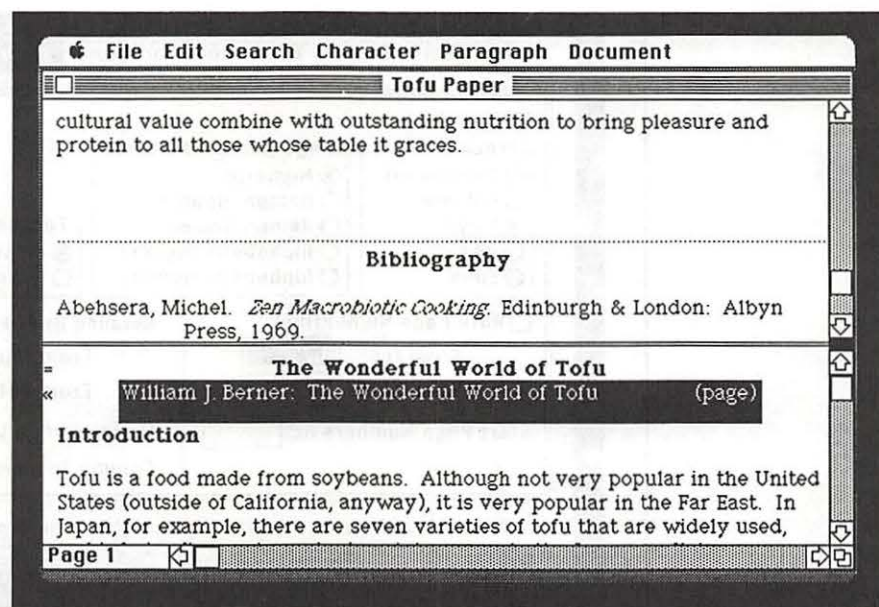 File Edit Search Character Paragraph Document
Tofu Paper
cultural value combine with outstanding nutrition to bring pleasure and
protein to all those whose table it graces.
Bibliography
Abehsera, Michel. Zen Macrobiotic Cooking. Edinburgh & London: Albyn
Press, 1969.
The Wonderful World of Tofu
William J. Berner: The Wonderful World of Tofu (page)
Introduction
Tofu is a food made from soybeans. Although not very popular in the United
States (outside of California, anyway), it is very popular in the Far East. In
Japan, for example, there are seven varieties of tofu that are widely used,
Page 1